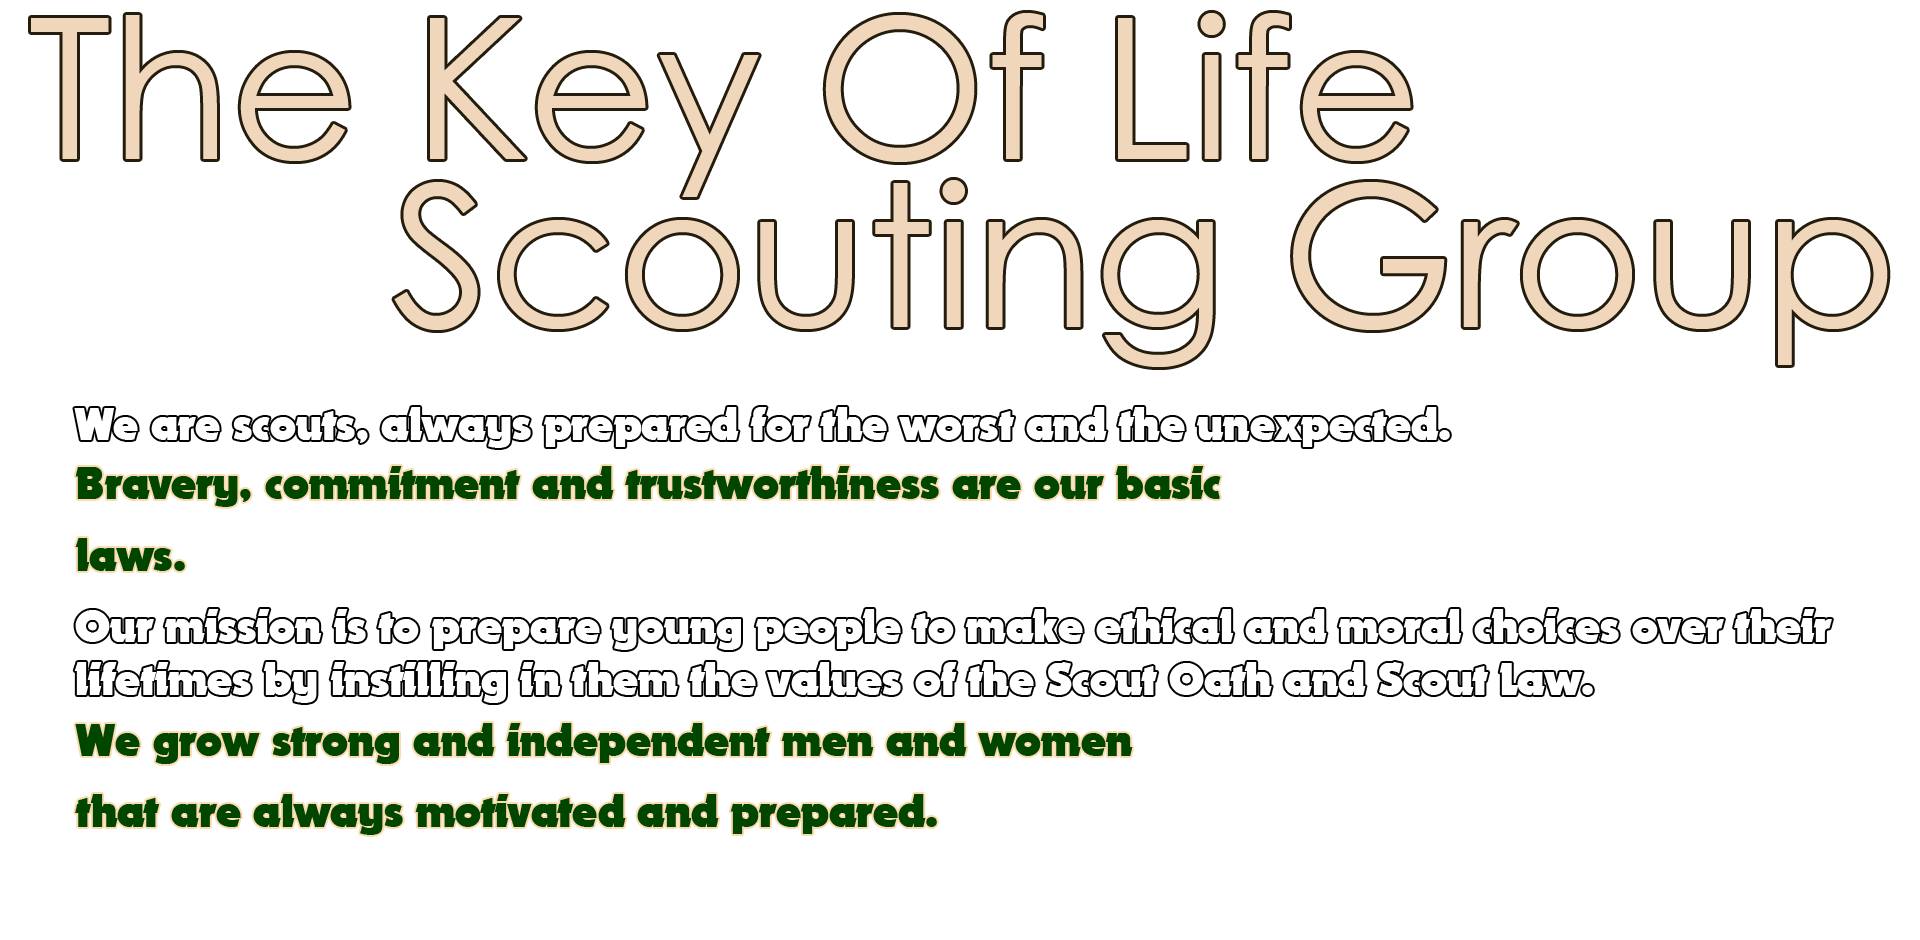 The Key Of Life
Scouting Group
We are scouts, always prepared for the worst and the unexpected.
Bravery, commitment and trustworthiness are our basic
laws.
Our mission is to prepare young people to make ethical and moral choices over their
lifetimes by instilling in them the values of the Scout Oath and Scout Law.
We grow strong and independent men and women
that are always motivated and prepared.